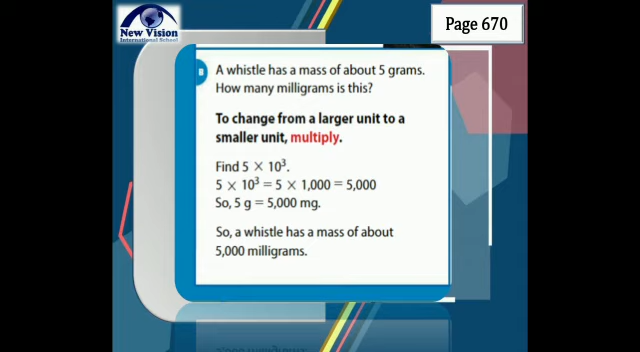 New Vision
International School
Page 670
B
A whistle has a mass of about 5 grams.
How many milligrams is this?
To change from a larger unit to a
smaller unit, multiply.
Find 5 × 10³.
5 × 10³ = 5 × 1,000 = 5,000
So, 5 g = 5,000 mg.
So, a whistle has a mass of about
5,000 milligrams.